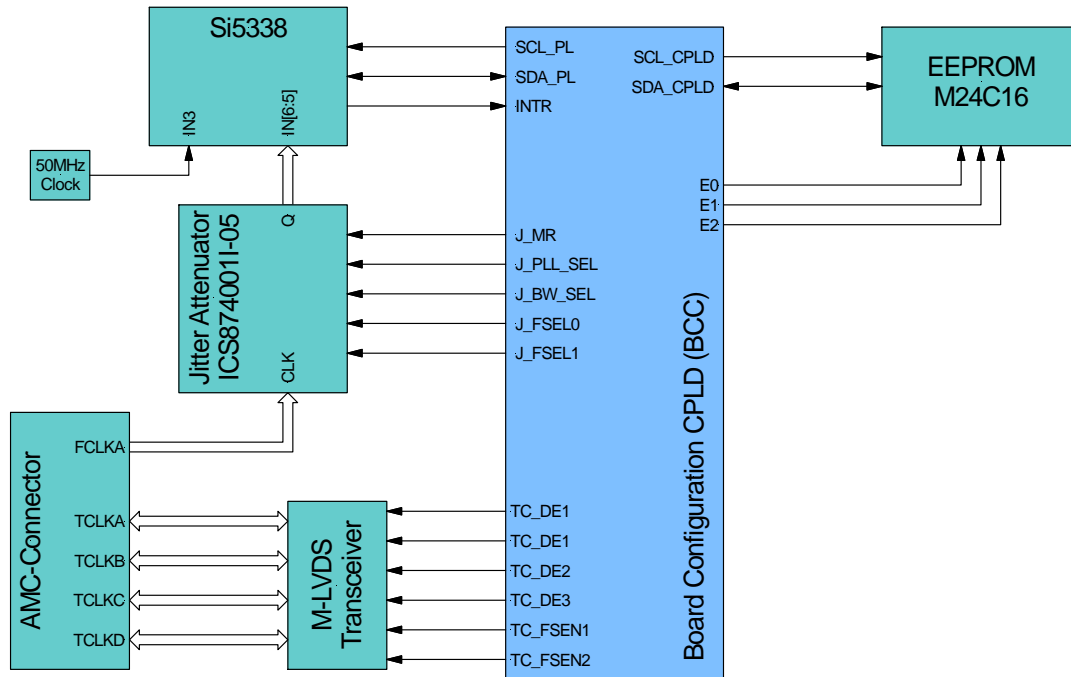 Si5338
IN3
IN[6:5]
50MHz
Clock
SCL_PL
SDA_PL
INTR
SCL_CPLD
SDA_CPLD
EEPROM
M24C16
E0
E1
E2
Jitter Attenuator
ICS874001I-05
Q
CLK
J_MR
J_PLL_SEL
J_BW_SEL
J_FSEL0
J_FSEL1
Board Configuration CPLD (BCC)
AMC-Connector
FCLKA
TCLKA
TCLKB
TCLKC
TCLKD
M-LVDS
Transceiver
TC_DE1
TC_DE1
TC_DE2
TC_DE3
TC_FSEN1
TC_FSEN2